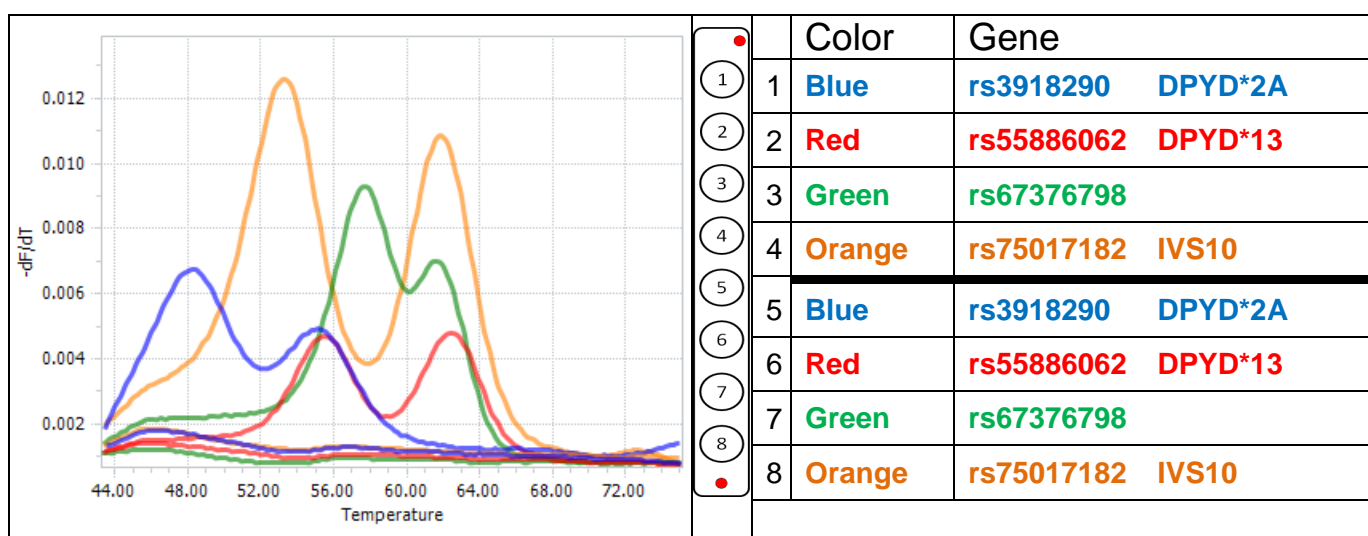 0.012
0.010
0.008
0.006
0.004
0.002
-dF/dT
44.00 48.00 52.00 56.00 60.00 64.00 68.00 72.00
Temperature
1
2
3
4
5
6
7
8
Color Gene
1 Blue rs3918290 DPYD*2A
2 Red rs55886062 DPYD*13
3 Green rs67376798
4 Orange rs75017182 IVS10
5 Blue rs3918290 DPYD*2A
6 Red rs55886062 DPYD*13
7 Green rs67376798
8 Orange rs75017182 IVS10